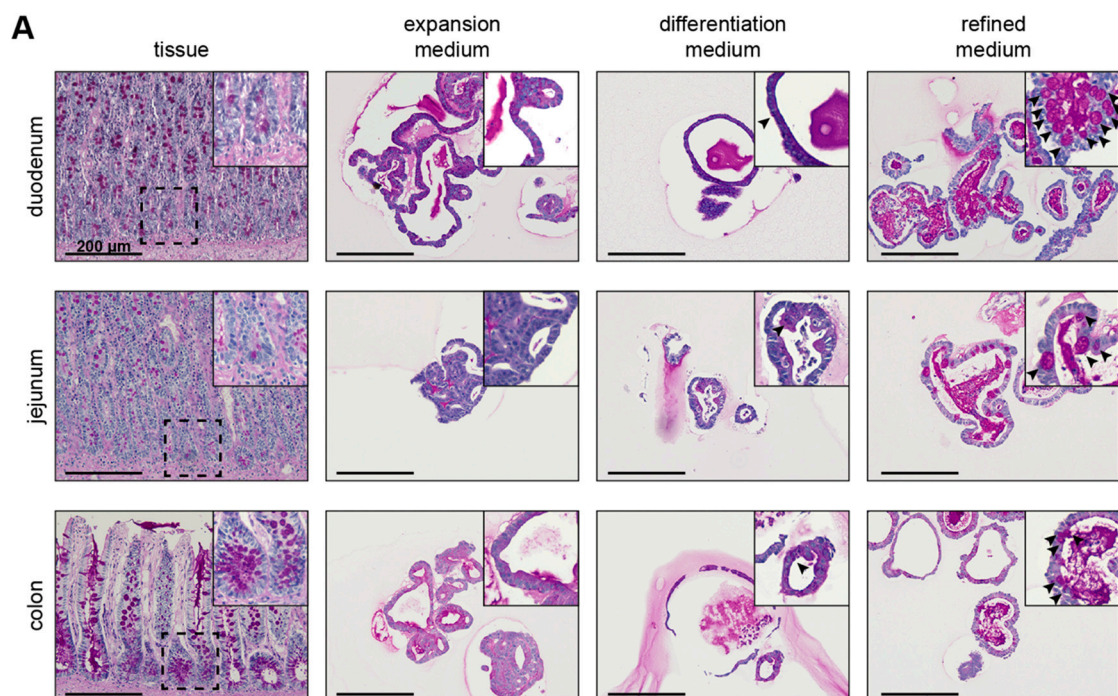 A
tissue
expansion
medium
differentiation
medium
refined
medium
duodenum
200 µm
jejunum
colon